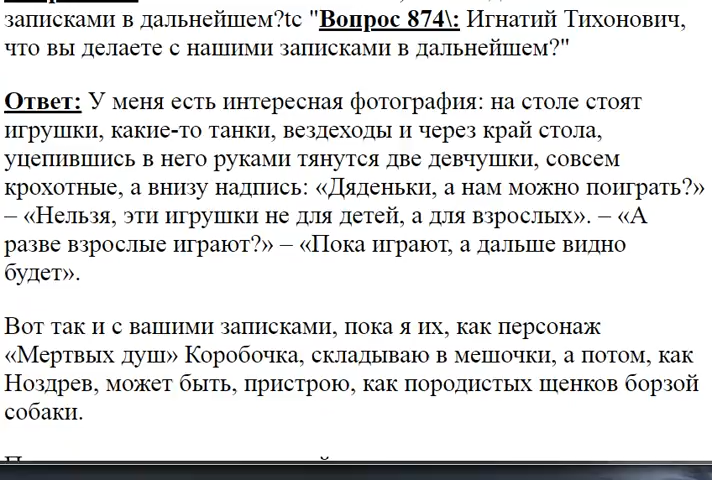 записками в дальнейшем?tc "Вопрос 874\: Игнатий Тихонович,
что вы делаете с нашими записками в дальнейшем?"
Ответ: У меня есть интересная фотография: на столе стоят
игрушки, какие-то танки, вездеходы и через край стола,
уцепившись в него руками тянутся две девчушки, совсем
крохотные, а внизу надпись: «Дяденьки, а нам можно поиграть?»
– «Нельзя, эти игрушки не для детей, а для взрослых». – «А
разве взрослые играют?» – «Пока играют, а дальше видно
будет».
Вот так и с вашими записками, пока я их, как персонаж
«Мертвых душ» Коробочка, складываю в мешочки, а потом, как
Ноздрев, может быть, пристрою, как породистых щенков борзой
собаки.